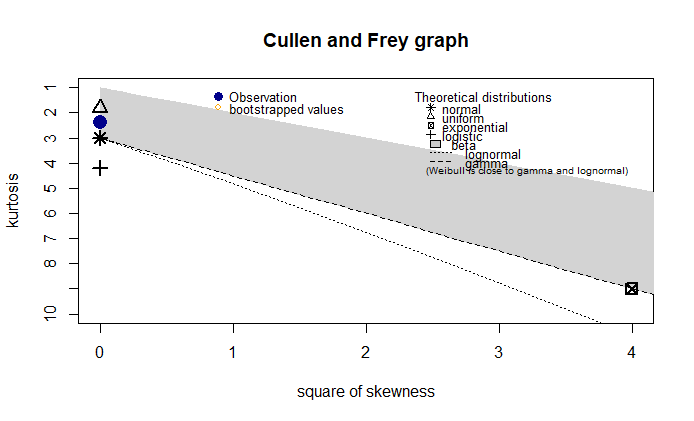 Cullen and Frey graph
Observation
bootstrapped values
Theoretical distributions
normal
uniform
exponential
logistic
beta
lognormal
gamma
(Weibull is close to gamma and lognormal)
kurtosis
1
2
3
4
5
6
7
8
10
0 1 2 3 4
square of skewness